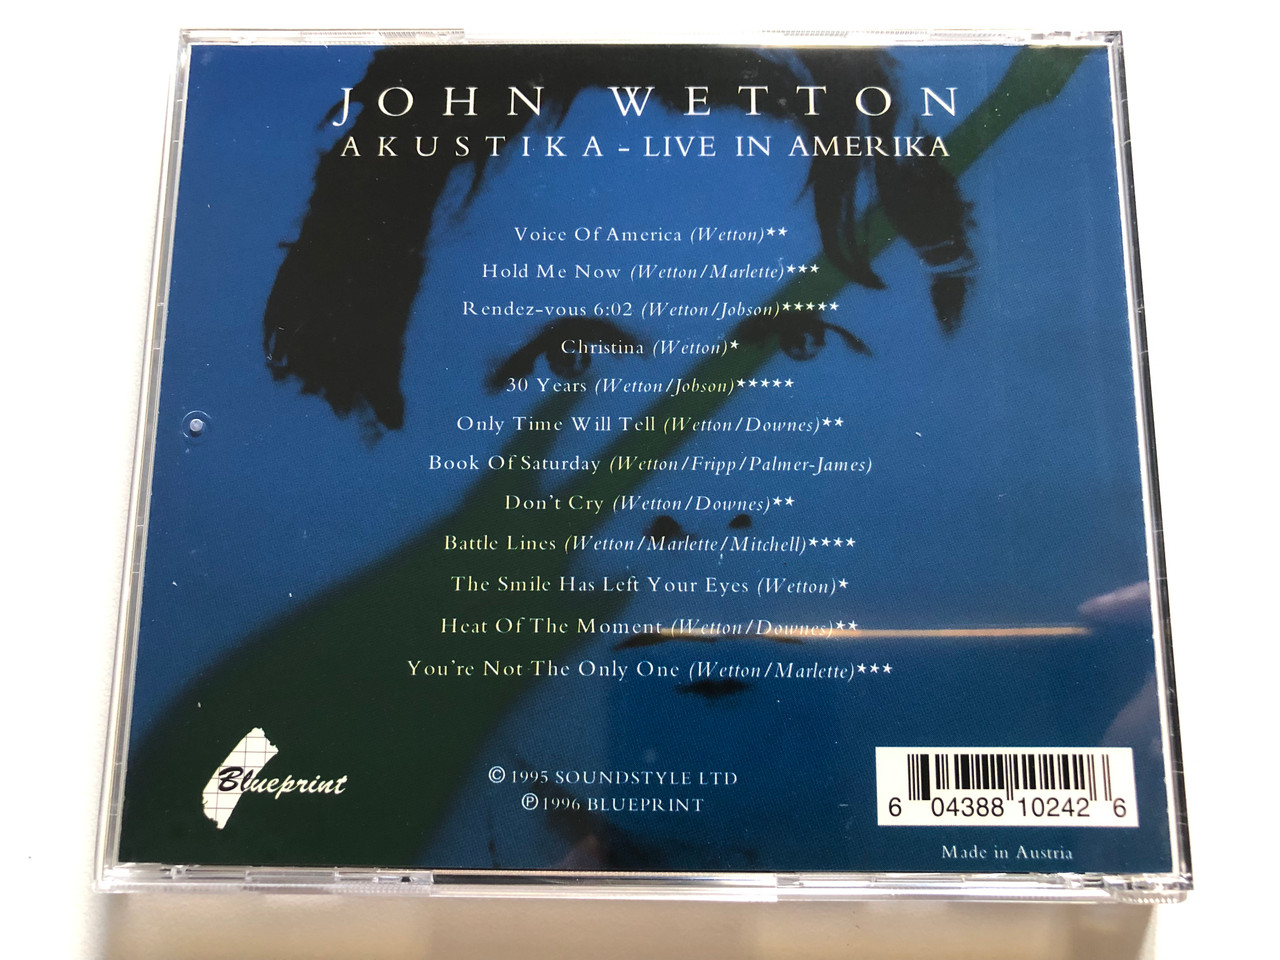 JOHN WETTON
AKUSTIKA - LIVE IN AMERIKA
Voice Of America (Wetton)**
Hold Me Now (Wetton/Marlette)***
Rendez-vous 6:02 (Wetton/Jobson)*****
Christina (Wetton)*
30 Years (Wetton/Jobson)*****
Only Time Will Tell (Wetton/Downes)**
Book Of Saturday (Wetton/Fripp/Palmer-James)
Don't Cry (Wetton/Downes)**
Battle Lines (Wetton/Marlette/Mitchell)****
The Smile Has Left Your Eyes (Wetton)*
Heat Of The Moment (Wetton/Downes)**
You're Not The Only One (Wetton/Marlette)***
Blueprint
© 1995 SOUNDSTYLE LTD
℗ 1996 BLUEPRINT
6 04388 10242 6
Made in Austria